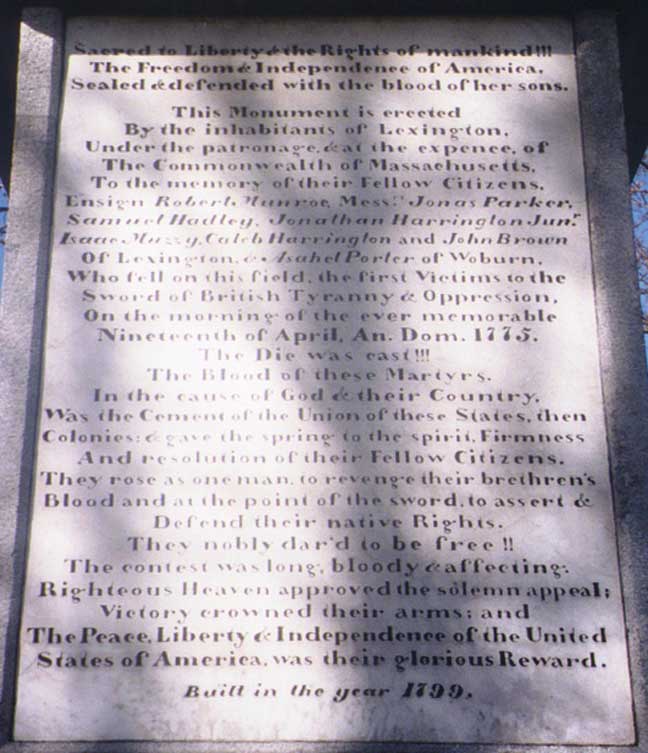 Sacred to Liberty & the Rights of mankind!!!
The Freedom & Independence of America,
Sealed & defended with the blood of her sons.
This Monument is erected
By the inhabitants of Lexington,
Under the patronage, & at the expence, of
The Commonwealth of Massachusetts,
To the memory of their Fellow Citizens,
Ensign Robert Munroe, Messrs. Jonas Parker,
Samuel Hadley, Jonathan Harrington Junr.
Isaac Muzzy, Caleb Harrington and John Brown
Of Lexington, & Asahel Porter of Woburn,
Who fell on this field, the first Victims to the
Sword of British Tyranny & Oppression,
On the morning of the ever memorable
Nineteenth of April, An. Dom. 1775.
The Die was cast!!!
The Blood of these Martyrs,
In the cause of God & their Country,
Was the Cement of the Union of these States, then
Colonies; & gave the spring to the spirit, Firmness
And resolution of their Fellow Citizens.
They rose as one man, to revenge their brethren's
Blood and at the point of the sword, to assert &
Defend their native Rights.
They nobly dar'd to be free!!
The contest was long, bloody & affecting.
Righteous Heaven approved the solemn appeal;
Victory crowned their arms; and
The Peace, Liberty & Independence of the United
States of America, was their glorious Reward.
Built in the year 1799.